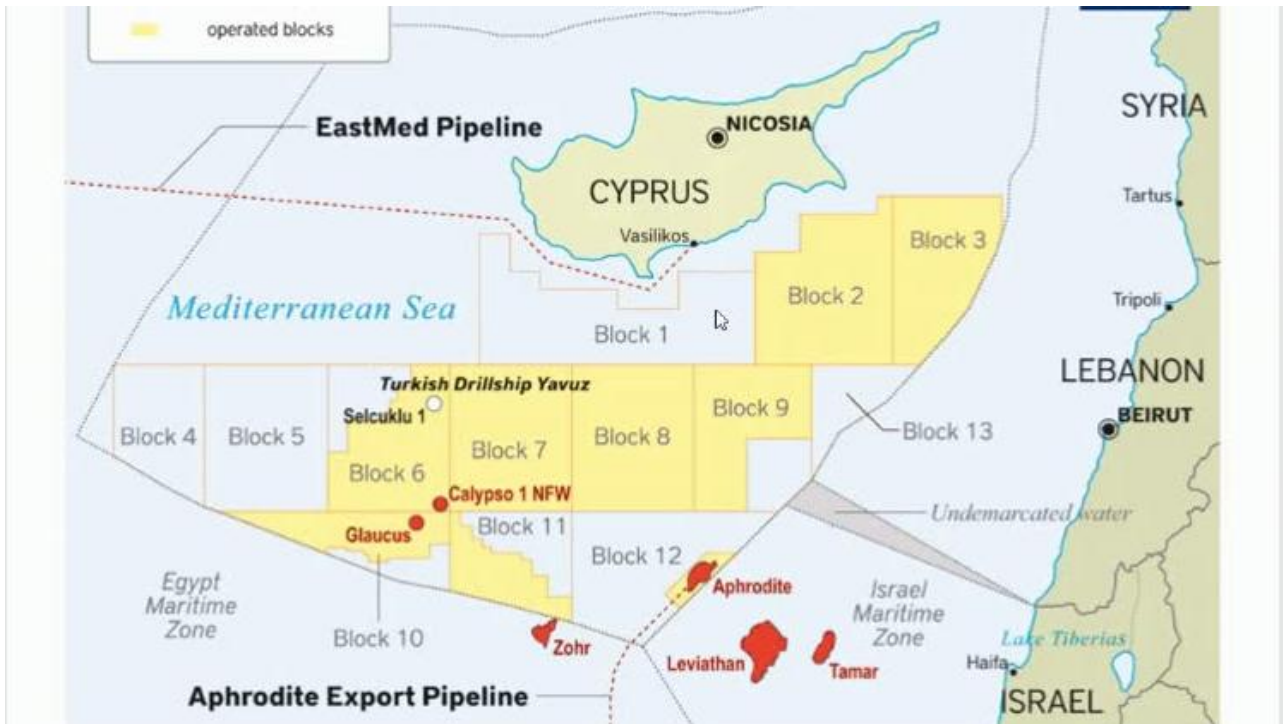 operated blocks
EastMed Pipeline
NICOSIA
SYRIA
CYPRUS
Tartus
Vasilikos
Block 3
Block 2
Mediterranean Sea
Tripoli
Block 1
LEBANON
Turkish Drillship Yavuz
Selcuklu 1
BEIRUT
Block 9
Block 4
Block 5
Block 8
Block 13
Block 7
Block 6
Calypso 1 NFW
Undemarcated water
Glaucus
Block 11
Block 12
Aphrodite
Egypt
Maritime
Zone
Israel
Maritime
Zone
Block 10
Zohr
Lake Tiberias
Leviathan
Tamar
Haifa
Aphrodite Export Pipeline
ISRAEL